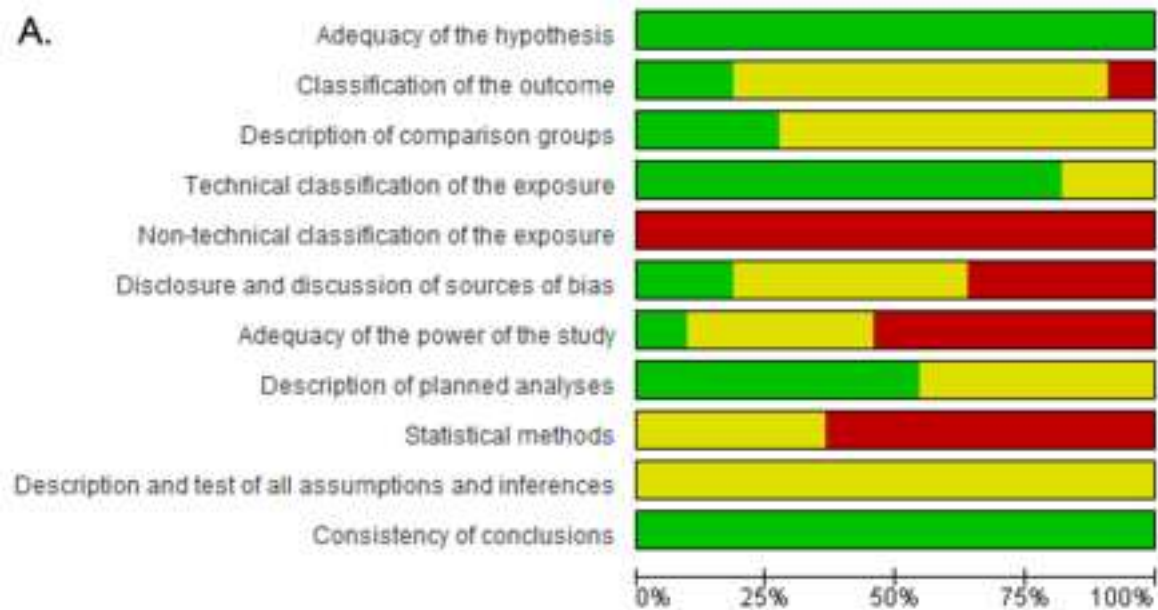 A.
Adequacy of the hypothesis
Classification of the outcome
Description of comparison groups
Technical classification of the exposure
Non-technical classification of the exposure
Disclosure and discussion of sources of bias
Adequacy of the power of the study
Description of planned analyses
Statistical methods
Description and test of all assumptions and inferences
Consistency of conclusions
0% 25% 50% 75% 100%